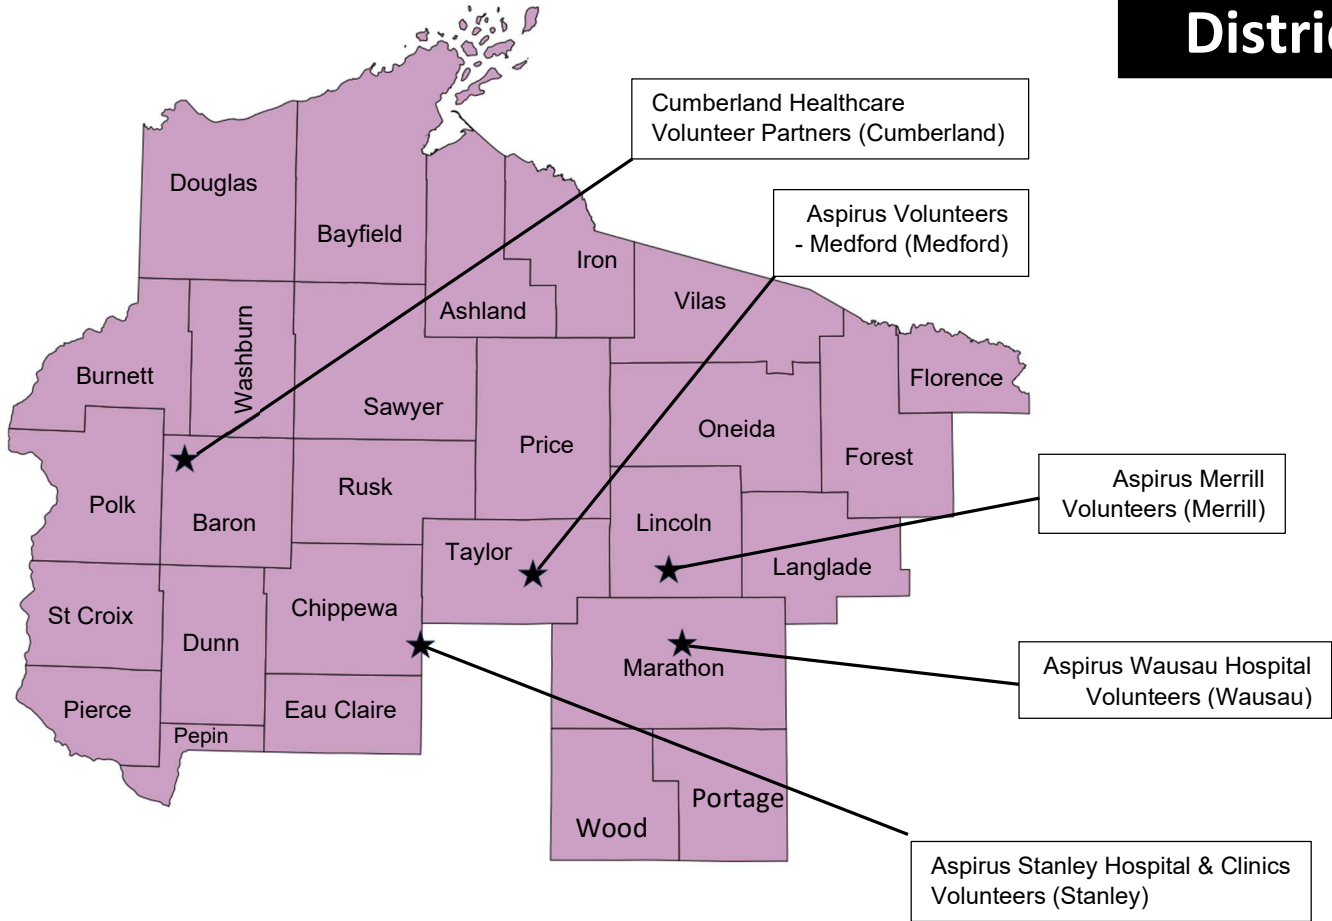 Distric
Cumberland Healthcare
Volunteer Partners (Cumberland)
Douglas
Aspirus Volunteers
- Medford (Medford)
Bayfield
Iron
Vilas
Ashland
Washburn
Burnett
Florence
Sawyer
Oneida
Price
Forest
Rusk
Aspirus Merrill
Volunteers (Merrill)
Polk
Baron
Lincoln
Taylor
Langlade
Chippewa
St Croix
Dunn
Marathon
Aspirus Wausau Hospital
Volunteers (Wausau)
Pierce
Eau Claire
Pepin
Portage
Wood
Aspirus Stanley Hospital & Clinics
Volunteers (Stanley)